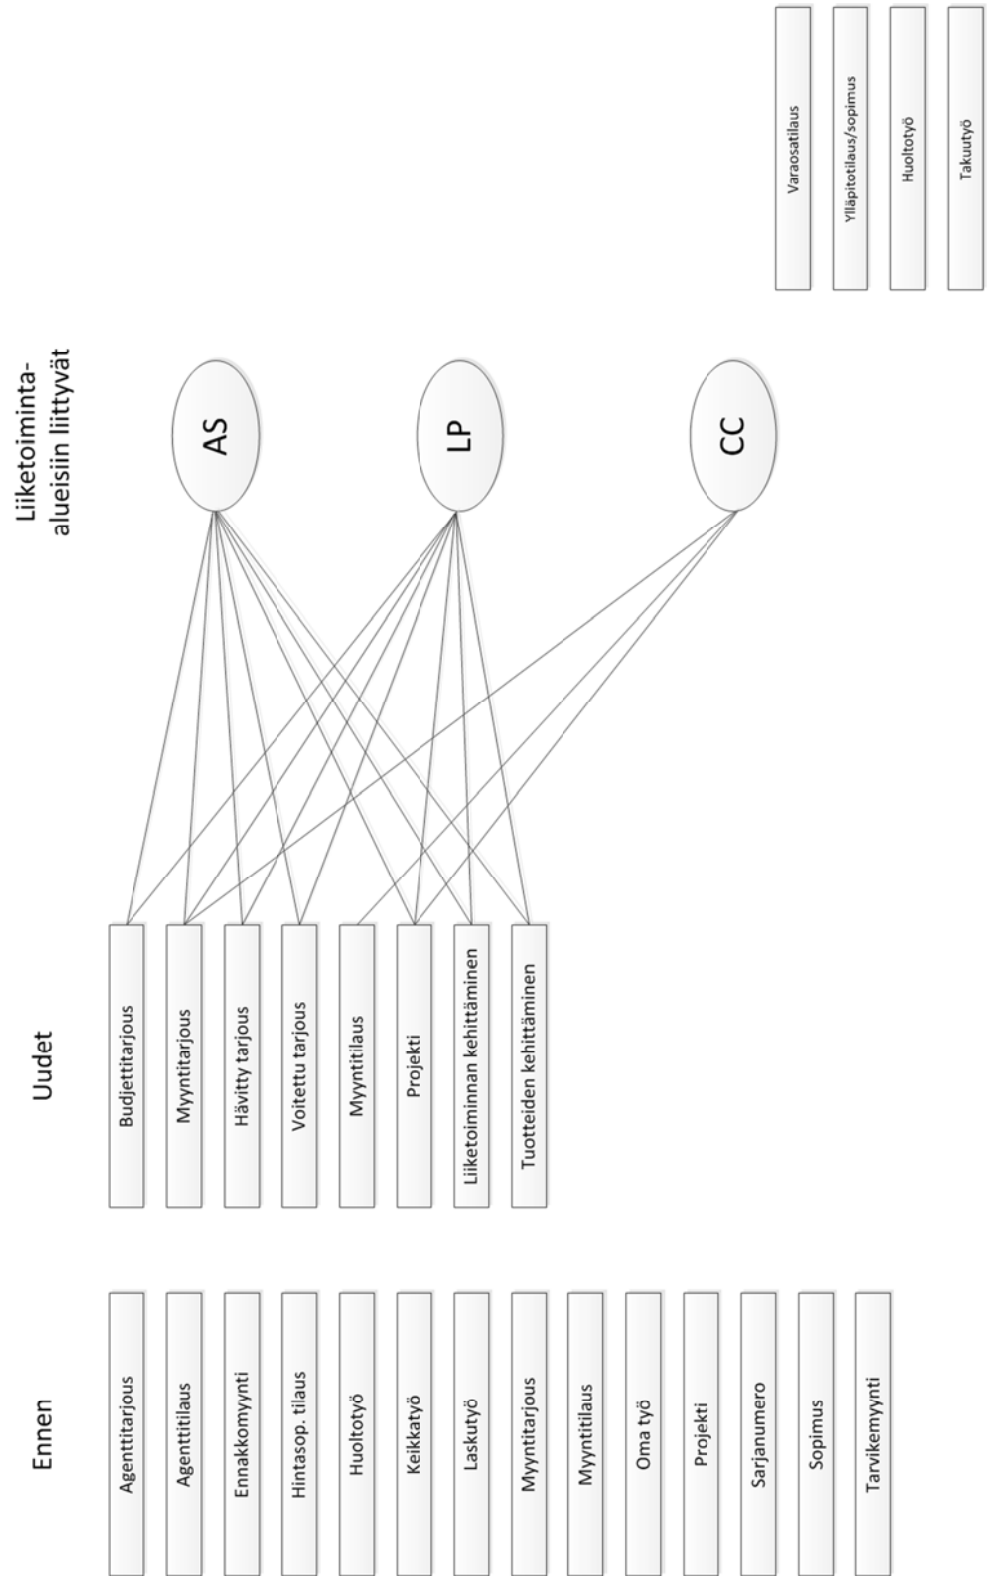 Ennen
Agenttitarjous
Agenttitilaus
Ennakkomyynti
Hintasop. tilaus
Huoltotyö
Keikkatyö
Laskutyö
Myyntitarjous
Myyntitilaus
Oma työ
Projekti
Sarjanumero
Sopimus
Tarvikemyynti
Uudet
Budjettitarjous
Myyntitarjous
Hävitty tarjous
Voitettu tarjous
Myyntitilaus
Projekti
Liiketoiminnan kehittäminen
Tuotteiden kehittäminen
Liiketoiminta-
alueisiin liittyvät
AS
LP
CC
Varaosatilaus
Ylläpitotilaus/sopimus
Huoltotyö
Takuutyö